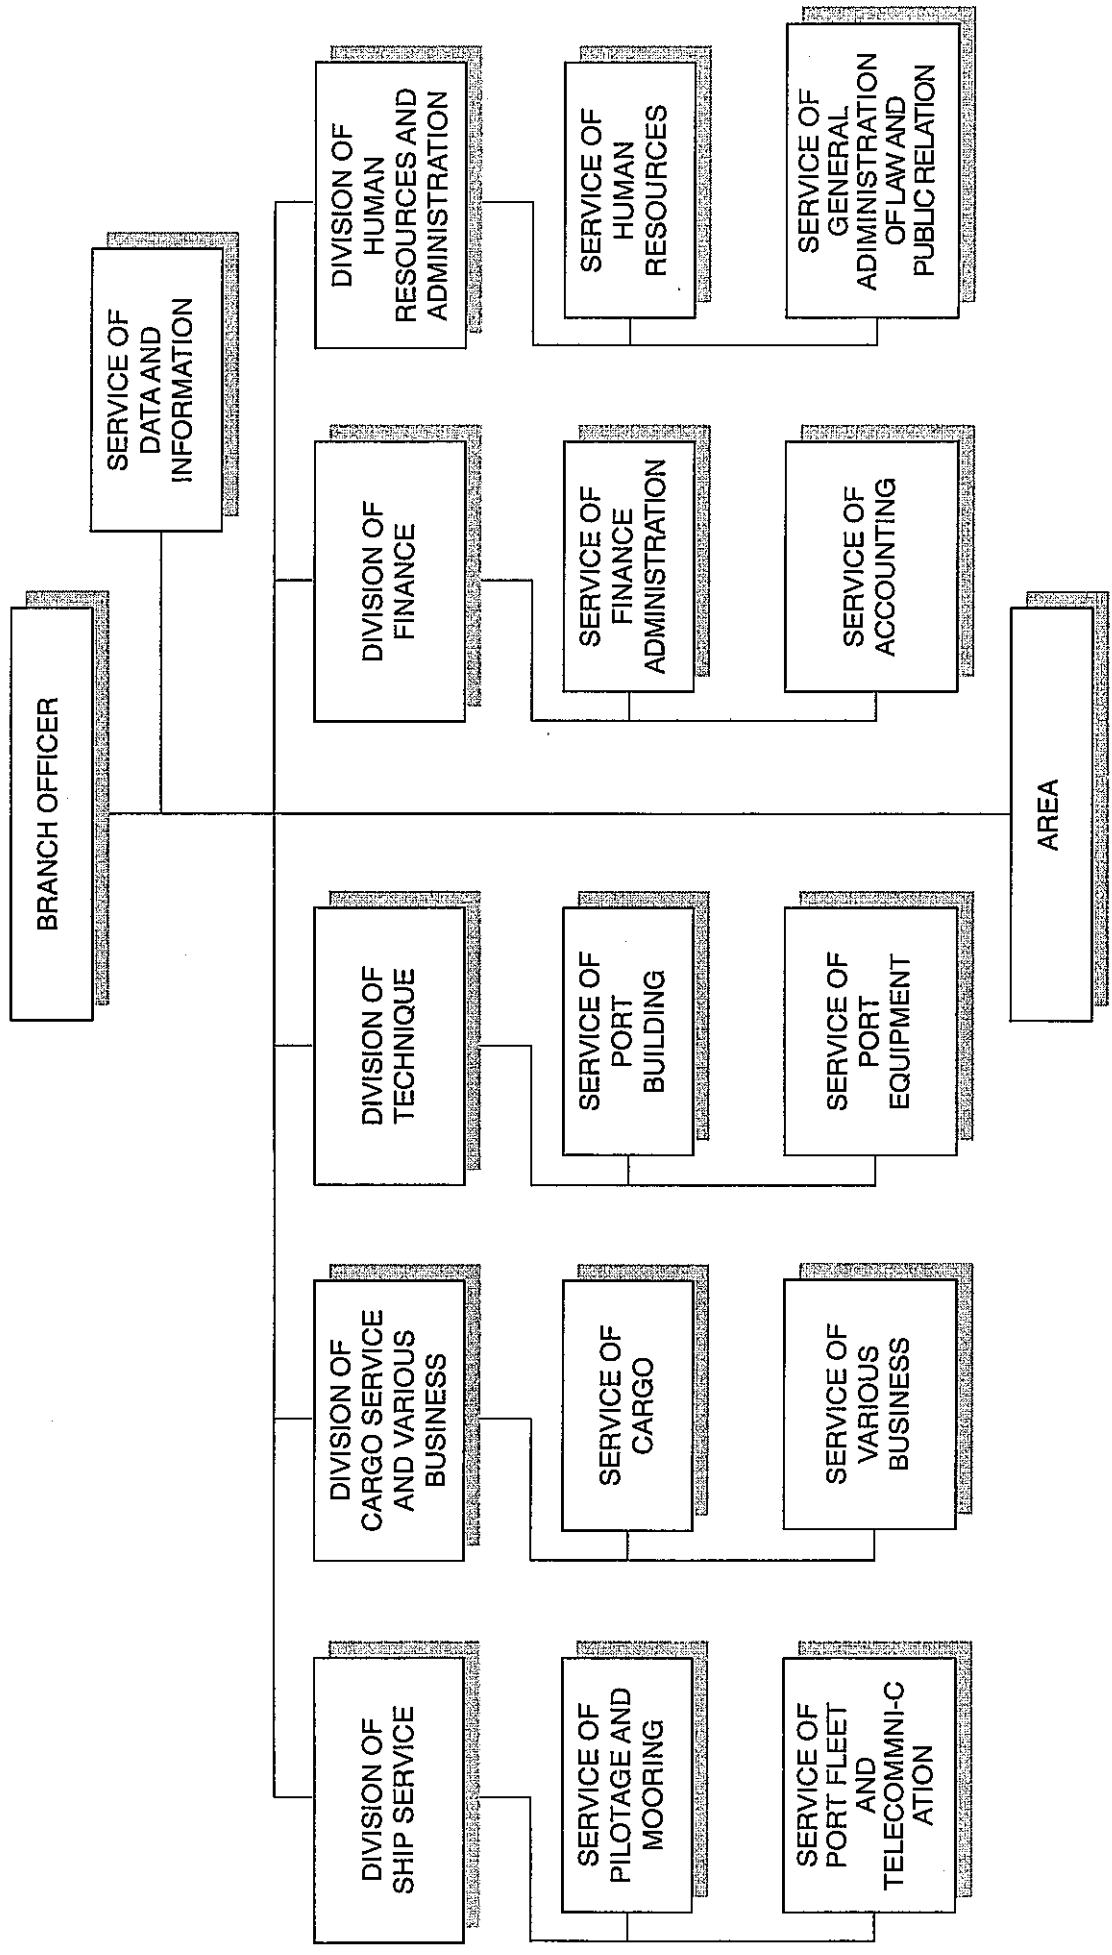 BRANCH OFFICER
SERVICE OF
DATA AND
INFORMATION
DIVISION OF
SHIP SERVICE
DIVISION OF
CARGO SERVICE
AND VARIOUS
BUSINESS
DIVISION OF
TECHNIQUE
DIVISION OF
FINANCE
DIVISION OF
HUMAN
RESOURCES AND
ADMINISTRATION
SERVICE OF
PILOTAGE AND
MOORING
SERVICE OF
CARGO
SERVICE OF
PORT
BUILDING
SERVICE OF
FINANCE
ADMINISTRATION
SERVICE OF
HUMAN
RESOURCES
SERVICE OF
PORT FLEET
AND
TELECOMMNI-C
ATION
SERVICE OF
VARIOUS
BUSINESS
SERVICE OF
PORT
EQUIPMENT
SERVICE OF
ACCOUNTING
SERVICE OF
GENERAL
ADIMINISTRATION
OF LAW AND
PUBLIC RELATION
AREA